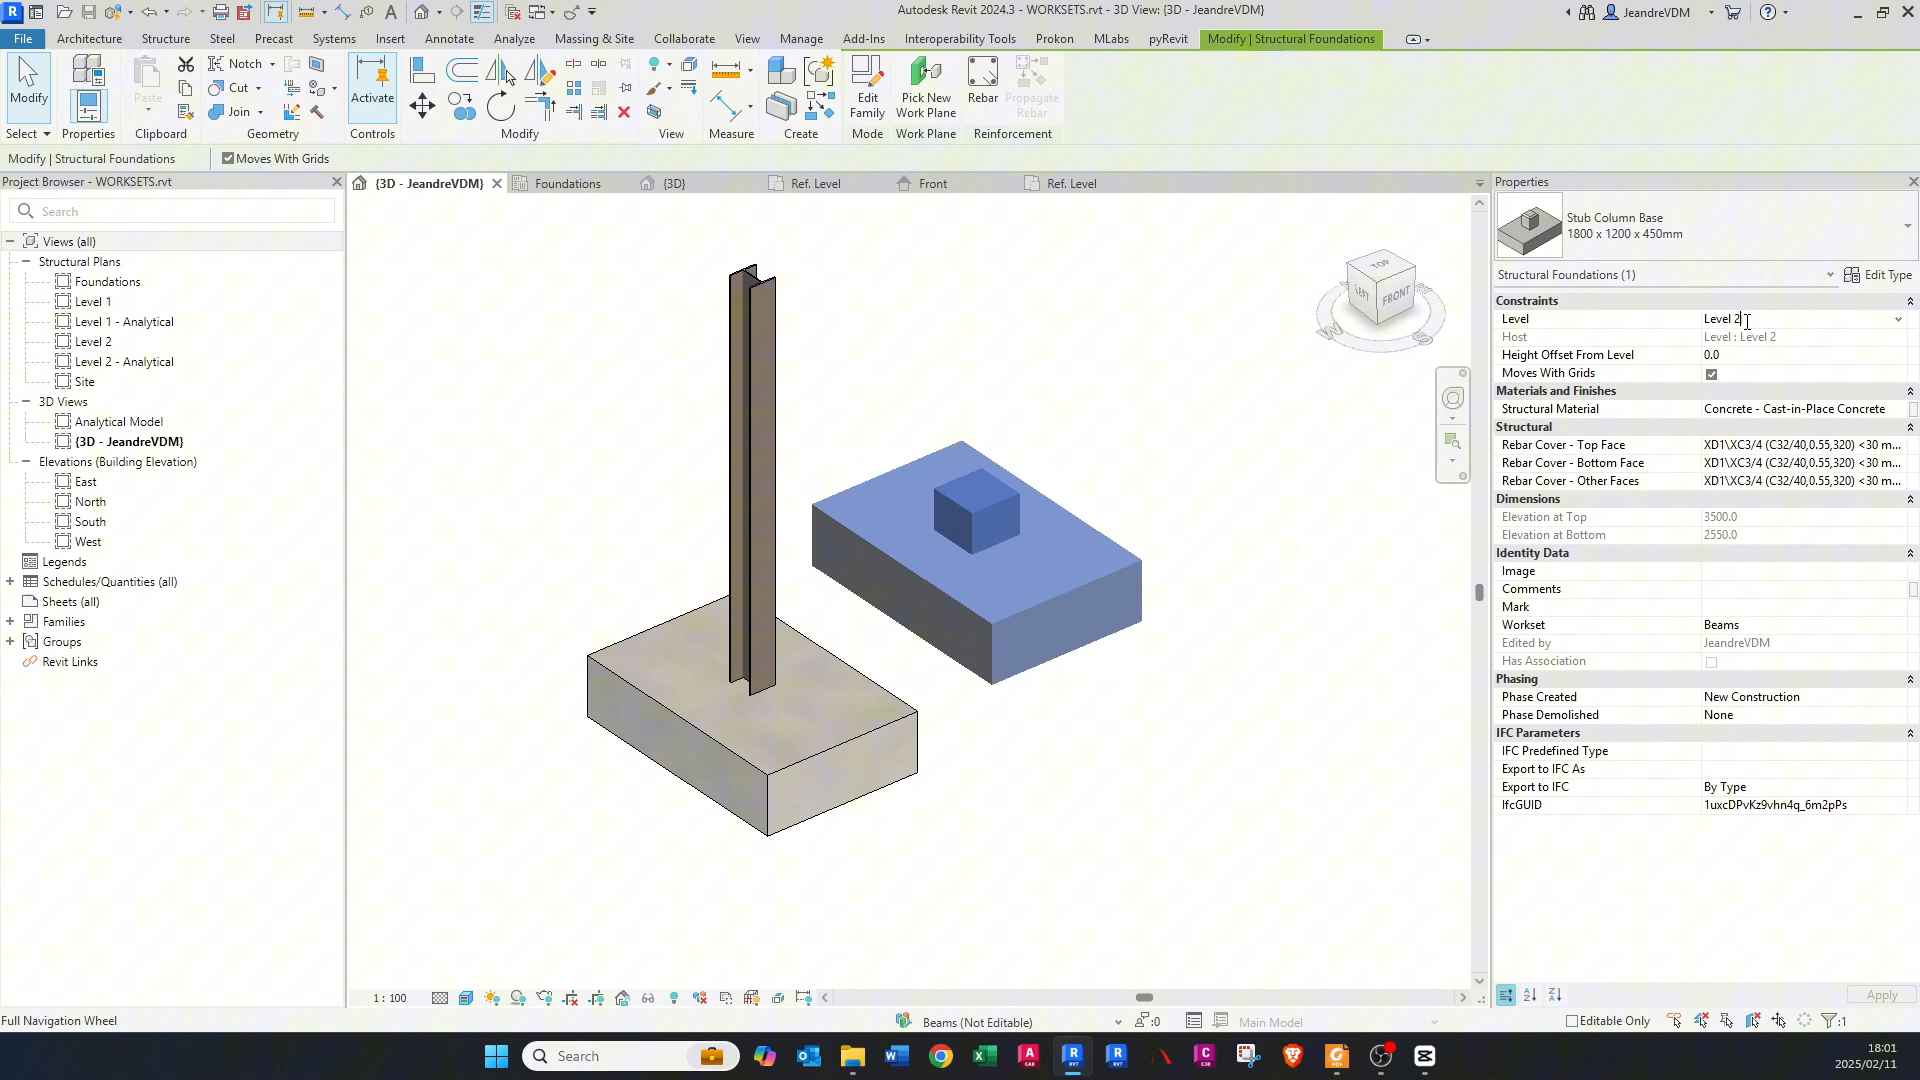 Autodesk Revit 2024.3 - WORKSETS.rvt - 3D View: {3D - JeandreVDM}
JeandreVDM
File Architecture Structure Steel Precast Systems Insert Annotate Analyze Massing & Site Collaborate View Manage Add-Ins Interoperability Tools Prokon MLabs pyRevit Modify | Structural Foundations
Modify
Paste
Notch
Cut
Join
Activate
Edit Family
Pick New Work Plane
Rebar
Propagate Rebar
Select Properties Clipboard Geometry Controls Modify View Measure Create Mode Work Plane Reinforcement
Modify | Structural Foundations Moves With Grids
Project Browser - WORKSETS.rvt
Search
Views (all)
Structural Plans
Foundations
Level 1
Level 1 - Analytical
Level 2
Level 2 - Analytical
Site
3D Views
Analytical Model
{3D - JeandreVDM}
Elevations (Building Elevation)
East
North
South
West
Legends
Schedules/Quantities (all)
Sheets (all)
Families
Groups
Revit Links
{3D - JeandreVDM} Foundations {3D} Ref. Level Front Ref. Level
TOP
LEFT FRONT
W
Properties
Stub Column Base
1800 x 1200 x 450mm
Structural Foundations (1) Edit Type
Constraints
Level Level 2
Host Level : Level 2
Height Offset From Level 0.0
Moves With Grids
Materials and Finishes
Structural Material Concrete - Cast-in-Place Concrete
Structural
Rebar Cover - Top Face XD1\XC3/4 (C32/40,0.55,320) <30 m...
Rebar Cover - Bottom Face XD1\XC3/4 (C32/40,0.55,320) <30 m...
Rebar Cover - Other Faces XD1\XC3/4 (C32/40,0.55,320) <30 m...
Dimensions
Elevation at Top 3500.0
Elevation at Bottom 2550.0
Identity Data
Image
Comments
Mark
Workset Beams
Edited by JeandreVDM
Has Association
Phasing
Phase Created New Construction
Phase Demolished None
IFC Parameters
IFC Predefined Type
Export to IFC As
Export to IFC By Type
IfcGUID 1uxcDPvKz9vhn4q_6m2pPs
Apply
1 : 100
Full Navigation Wheel Beams (Not Editable) :0 Main Model Editable Only :1
Search
18:01
2025/02/11